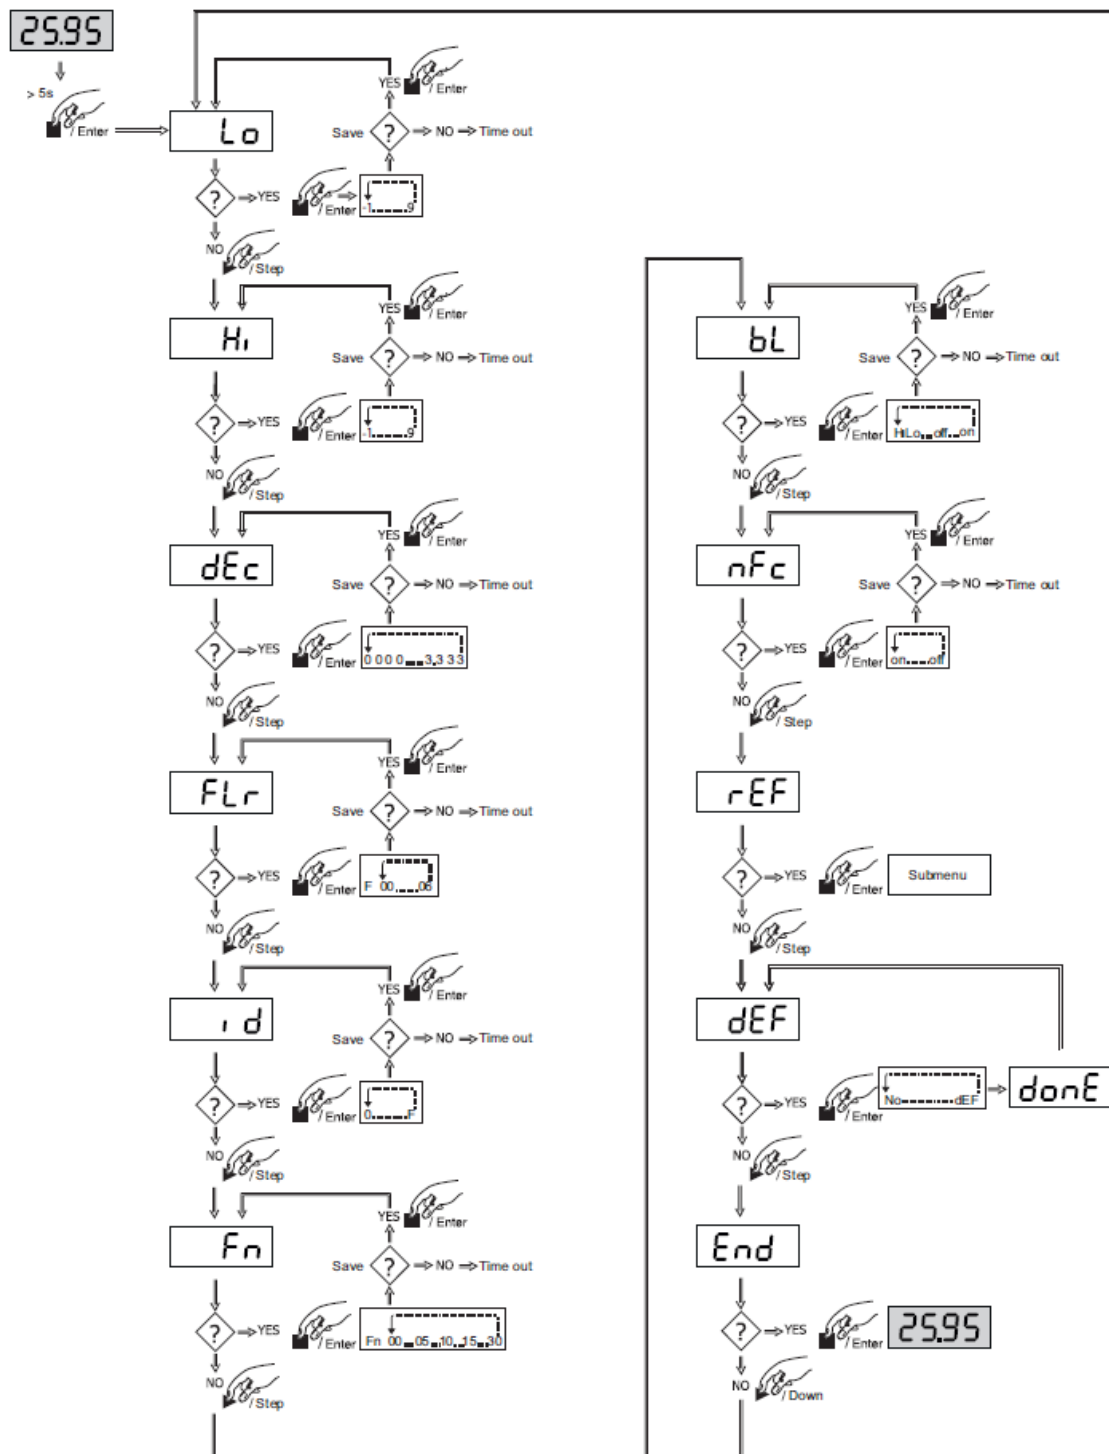 25.95
> 5s
/ Enter
Lo
?
YES
/ Enter
-1 9
Save
?
NO
Time out
YES
/ Enter
NO
/ Step
Hi
?
YES
/ Enter
-1 9
Save
?
NO
Time out
YES
/ Enter
NO
/ Step
dEc
?
YES
/ Enter
0 0 0 0 3.3 3 3
Save
?
NO
Time out
YES
/ Enter
NO
/ Step
FLr
?
YES
/ Enter
F 00 06
Save
?
NO
Time out
YES
/ Enter
NO
/ Step
id
?
YES
/ Enter
0 F
Save
?
NO
Time out
YES
/ Enter
NO
/ Step
Fn
?
YES
/ Enter
Fn 00 05 10 15 30
Save
?
NO
Time out
YES
/ Enter
NO
/ Step
bL
?
YES
/ Enter
HiLo off on
Save
?
NO
Time out
YES
/ Enter
NO
/ Step
nFc
?
YES
/ Enter
on off
Save
?
NO
Time out
YES
/ Enter
NO
/ Step
rEF
?
YES
/ Enter
Submenu
NO
/ Step
dEF
?
YES
/ Enter
No dEF
donE
NO
/ Step
End
?
YES
/ Enter
25.95
NO
/ Down